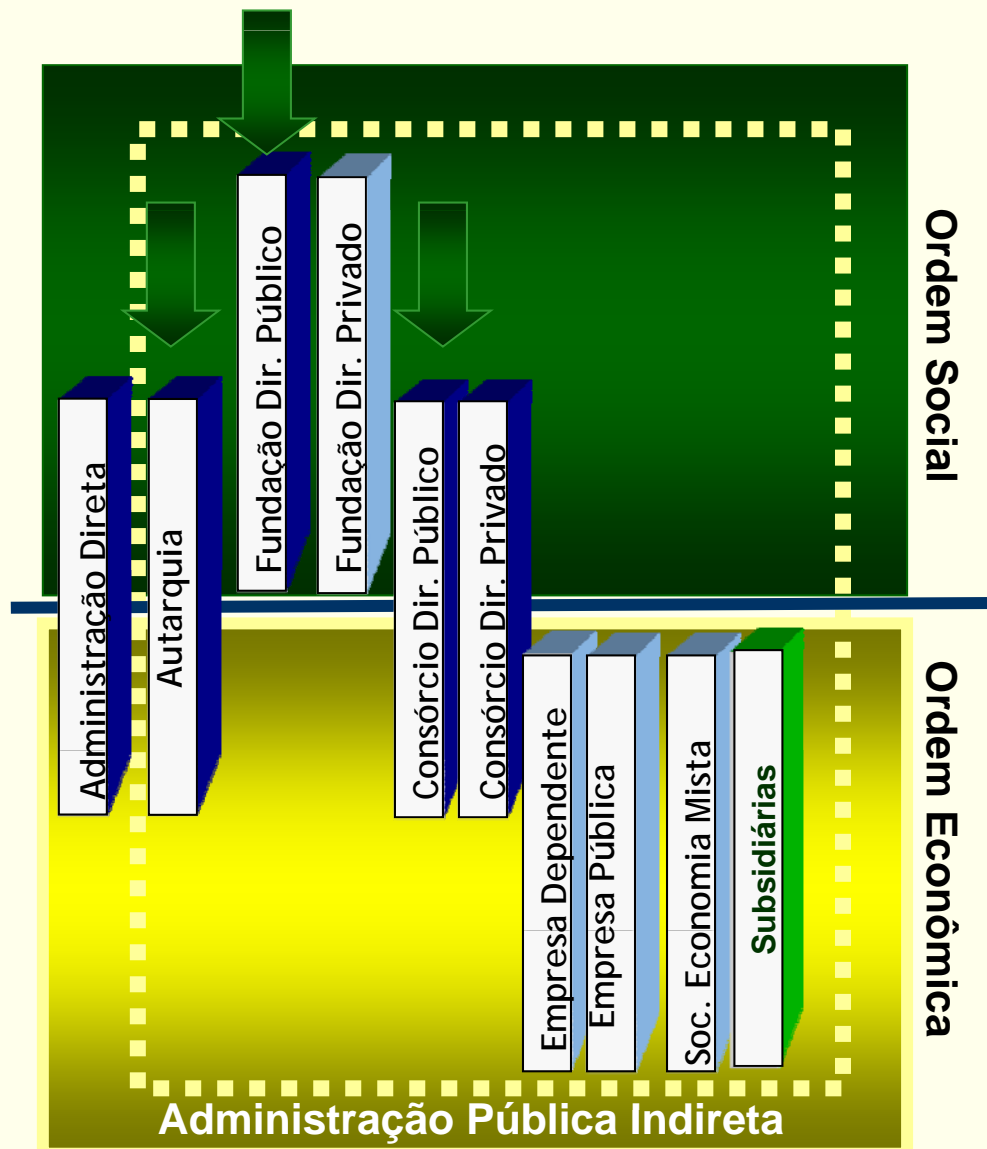 Ordem Social
Fundação Dir. Público
Fundação Dir. Privado
Administração Direta
Autarquia
Consórcio Dir. Público
Consórcio Dir. Privado
Ordem Econômica
Empresa Dependente
Empresa Pública
Soc. Economia Mista
Subsidiárias
Administração Pública Indireta